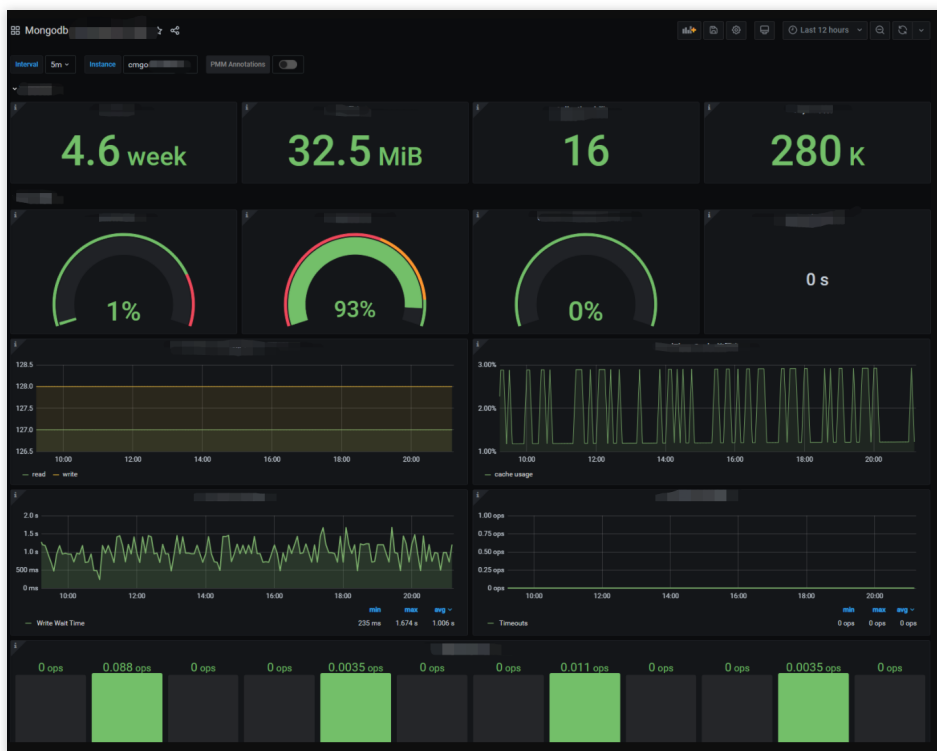 Mongodb
Last 12 hours
Interval 5m Instance cmgo PMM Annotations
4.6 week 32.5 MiB 16 280 K
1% 93% 0% 0 s
128.5
128.0
127.5
127.0
126.5
10:00 12:00 14:00 16:00 18:00 20:00
read write
3.00%
2.00%
1.00%
10:00 12:00 14:00 16:00 18:00 20:00
cache usage
2.0 s
1.5 s
1.0 s
500 ms
0 ms
10:00 12:00 14:00 16:00 18:00 20:00
min max avg
Write Wait Time 235 ms 1.674 s 1.006 s
1.00 ops
0.75 ops
0.50 ops
0.25 ops
0 ops
10:00 12:00 14:00 16:00 18:00 20:00
min max avg
Timeouts 0 ops 0 ops 0 ops
0 ops 0.088 ops 0 ops 0 ops 0.0035 ops 0 ops 0 ops 0.011 ops 0 ops 0 ops 0.0035 ops 0 ops